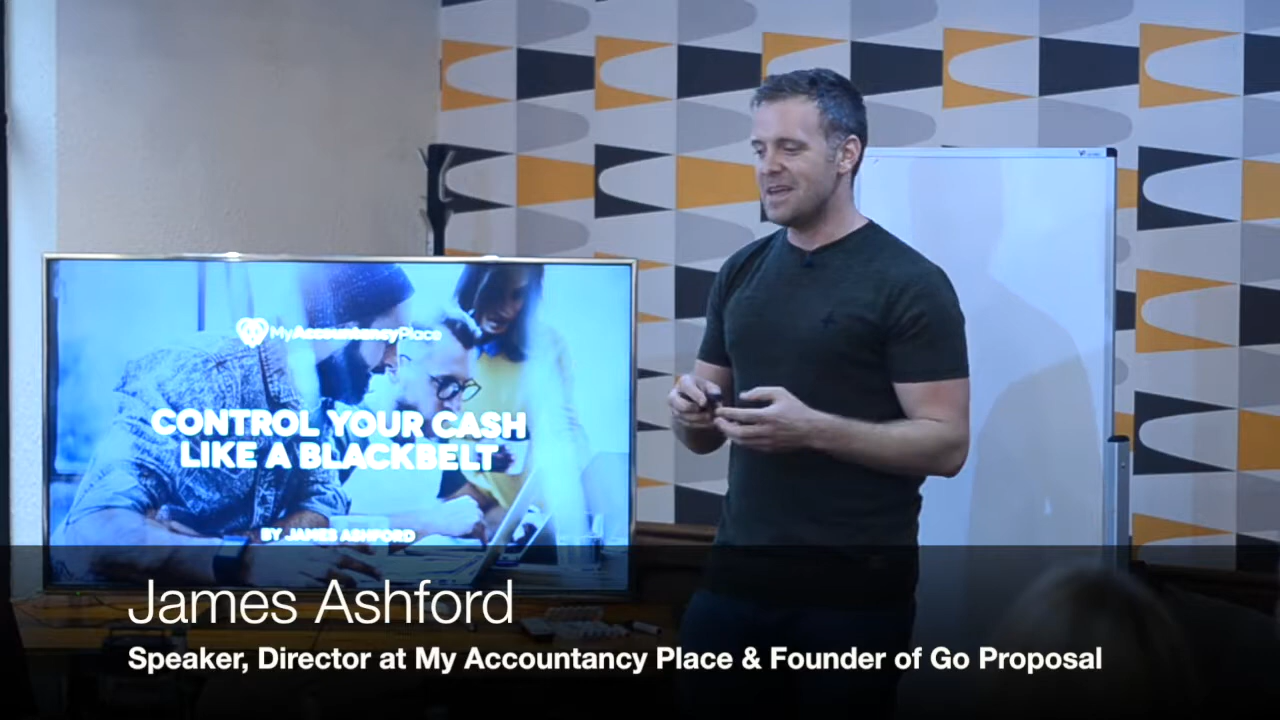 MyAccountancyPlace
CONTROL YOUR CASH
LIKE A BLACKBELT
BY JAMES ASHFORD
James Ashford
Speaker, Director at My Accountancy Place & Founder of Go Proposal